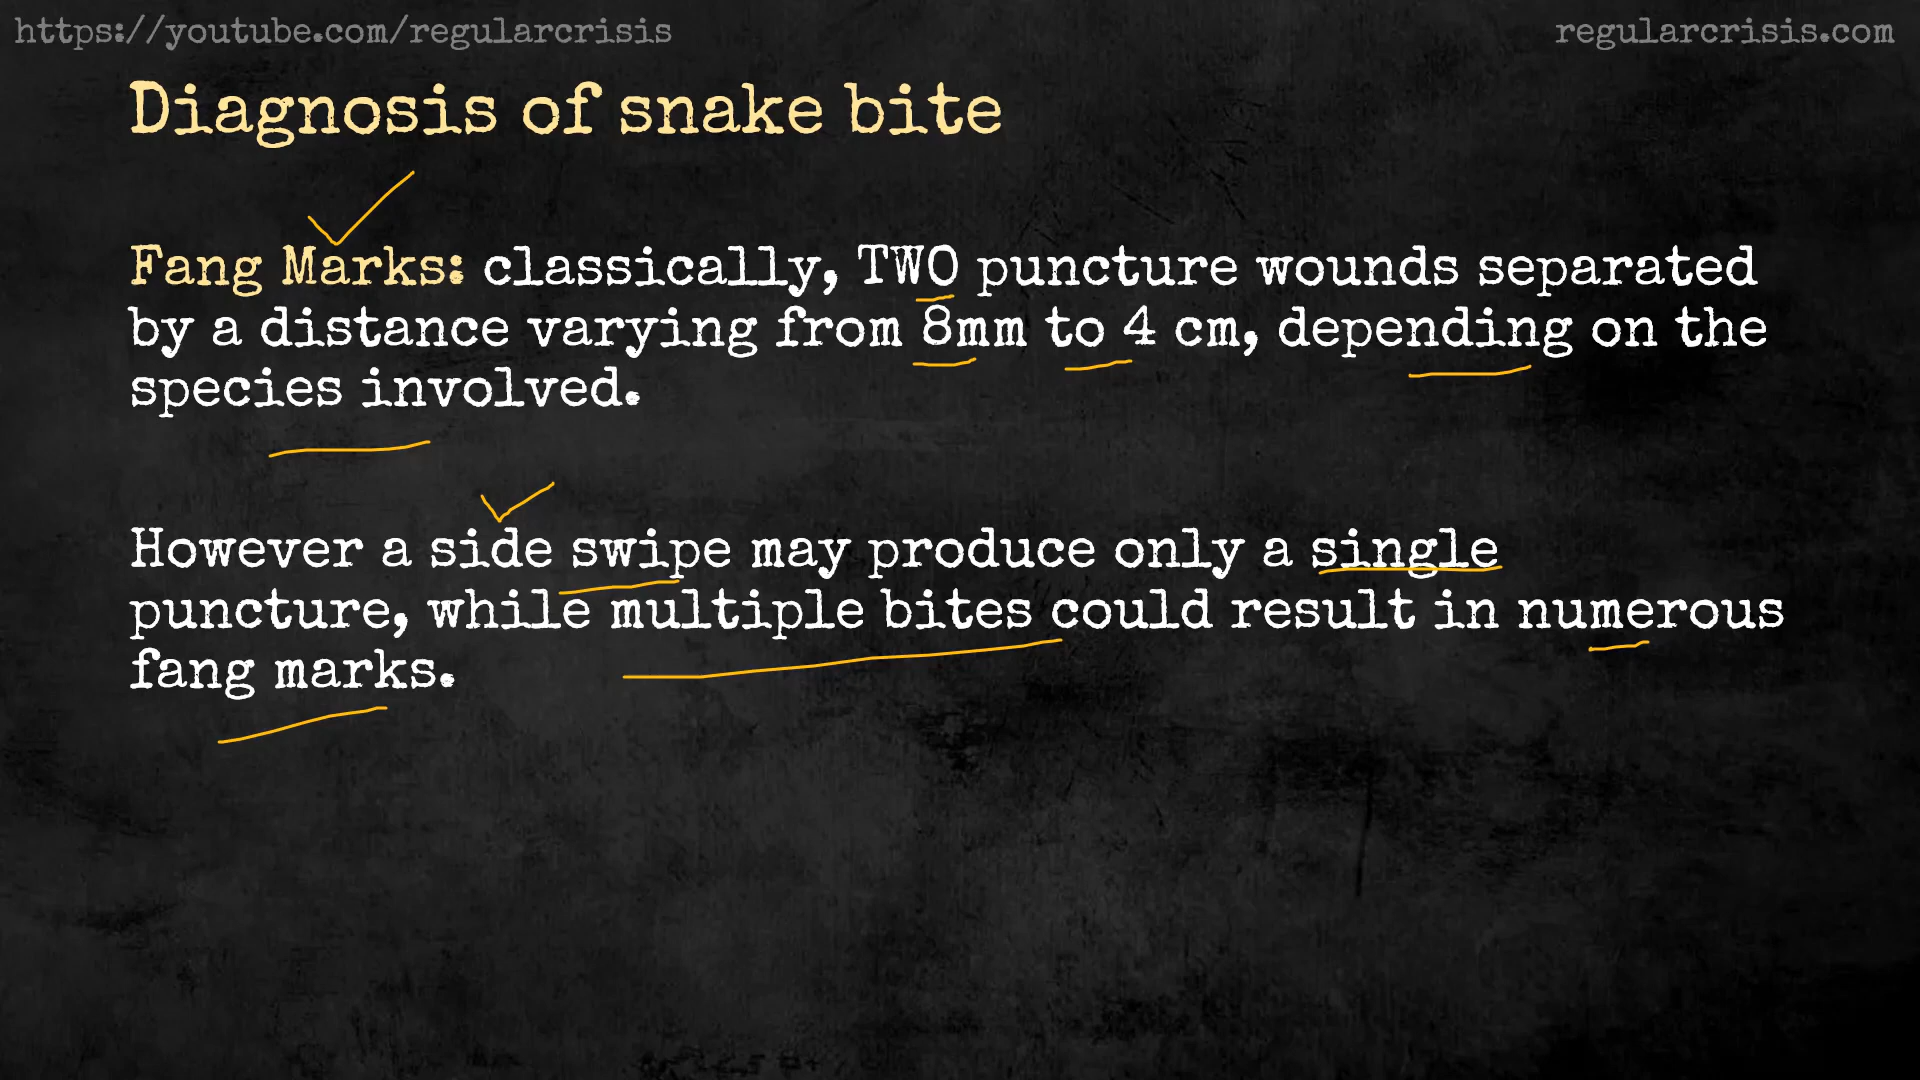 https://youtube.com/regularcrisis
regularcrisis.com
Diagnosis of snake bite
Fang Marks: classically, TWO puncture wounds separated
by a distance varying from 8mm to 4 cm, depending on the
species involved.
However a side swipe may produce only a single
puncture, while multiple bites could result in numerous
fang marks.